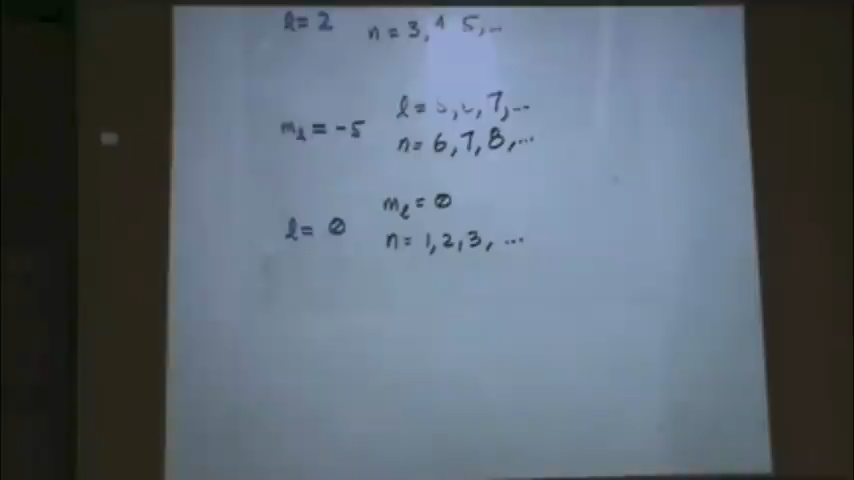 l = 2 n = 3, 4 5, ...
m_l = -5 l = 5, 6, 7, ...
n = 6, 7, 8, ...
l = 0 m_l = 0
n = 1, 2, 3, ...